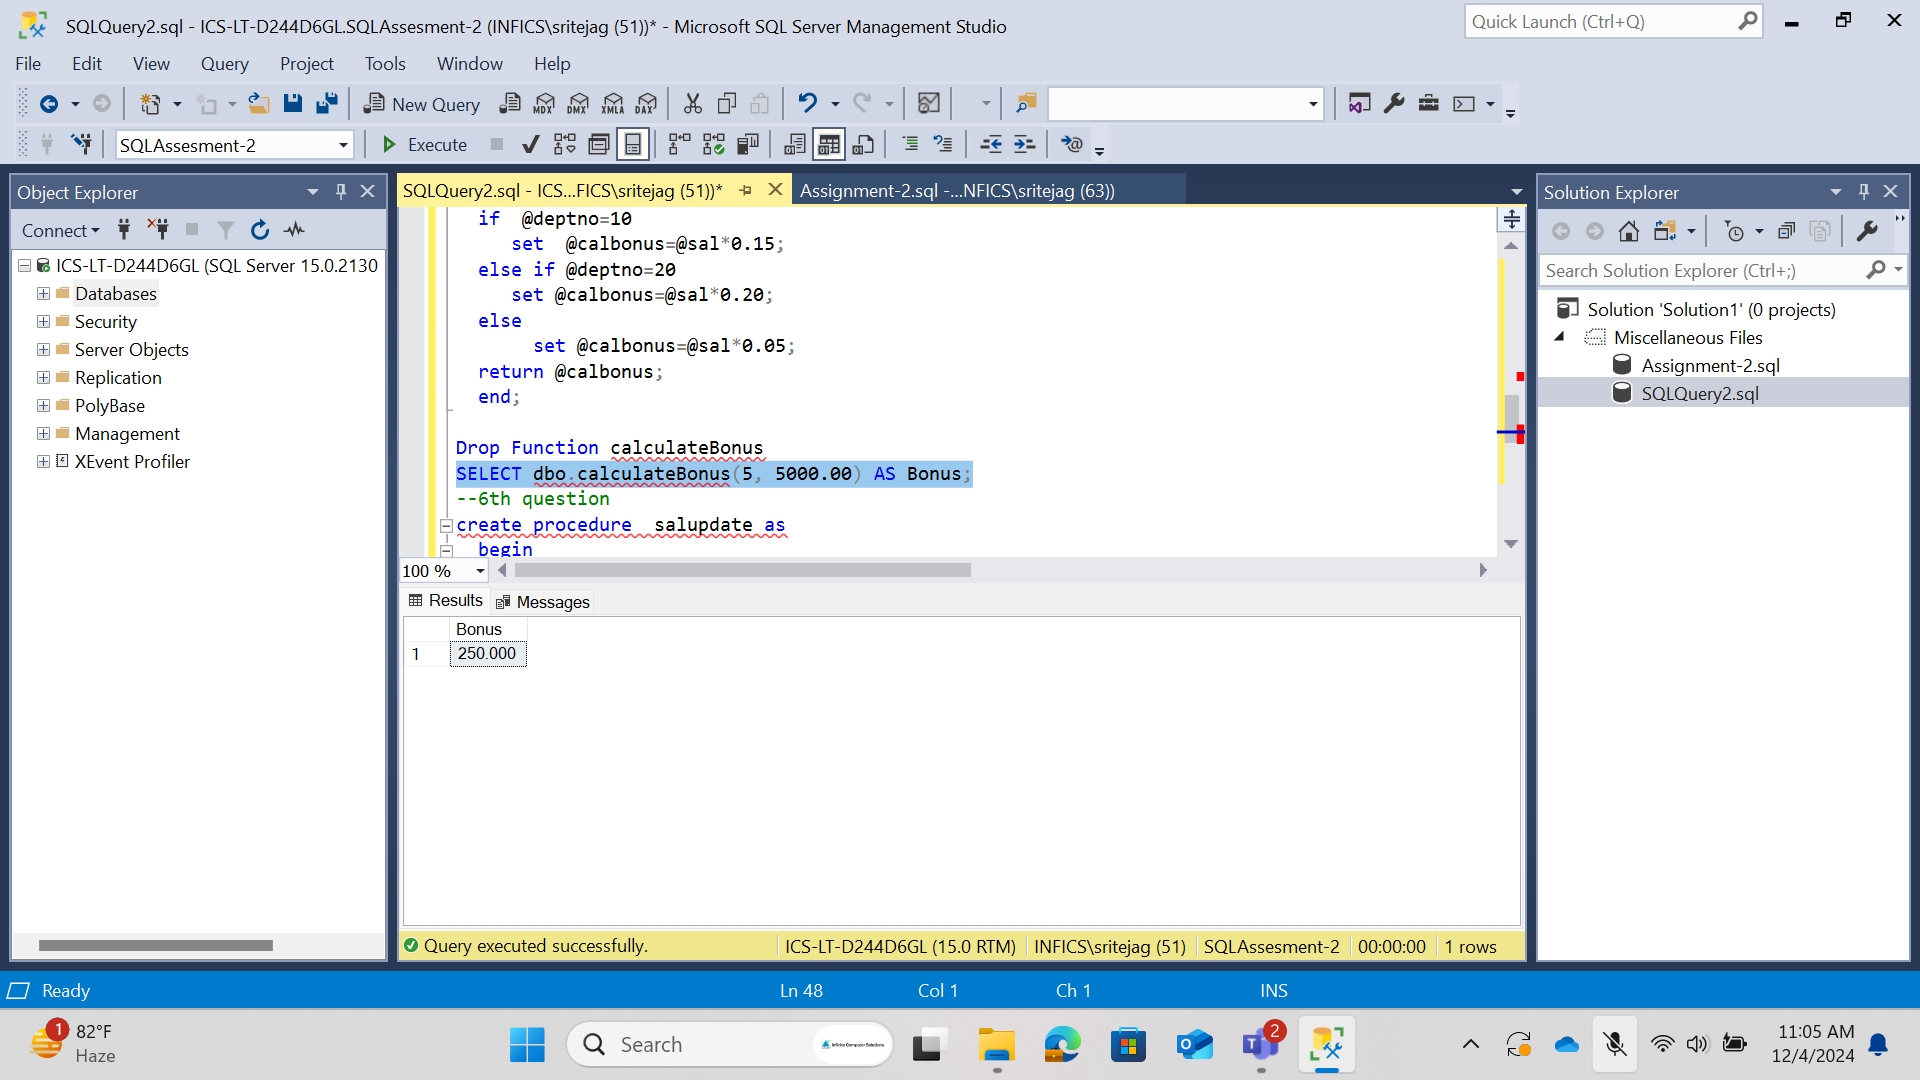 SQLQuery2.sql - ICS-LT-D244D6GL.SQLAssesment-2 (INFICS\sritejag (51))* - Microsoft SQL Server Management Studio
Quick Launch (Ctrl+Q)
File Edit View Query Project Tools Window Help
New Query MDX DMX XMLA DAX
SQLAssesment-2 Execute
Object Explorer
Connect
ICS-LT-D244D6GL (SQL Server 15.0.2130
Databases
Security
Server Objects
Replication
PolyBase
Management
XEvent Profiler
SQLQuery2.sql - ICS...FICS\sritejag (51))* Assignment-2.sql -...NFICS\sritejag (63))
if @deptno=10
set @calbonus=@sal*0.15;
else if @deptno=20
set @calbonus=@sal*0.20;
else
set @calbonus=@sal*0.05;
return @calbonus;
end;
Drop Function calculateBonus
SELECT dbo.calculateBonus(5, 5000.00) AS Bonus;
--6th question
create procedure salupdate as
begin
100 %
Results Messages
Bonus
1 250.000
Query executed successfully. ICS-LT-D244D6GL (15.0 RTM) INFICS\sritejag (51) SQLAssesment-2 00:00:00 1 rows
Solution Explorer
Search Solution Explorer (Ctrl+;)
Solution 'Solution1' (0 projects)
Miscellaneous Files
Assignment-2.sql
SQLQuery2.sql
Ready Ln 48 Col 1 Ch 1 INS
1
82°F
Haze
Search
Infinite Computer Solutions
2
11:05 AM
12/4/2024